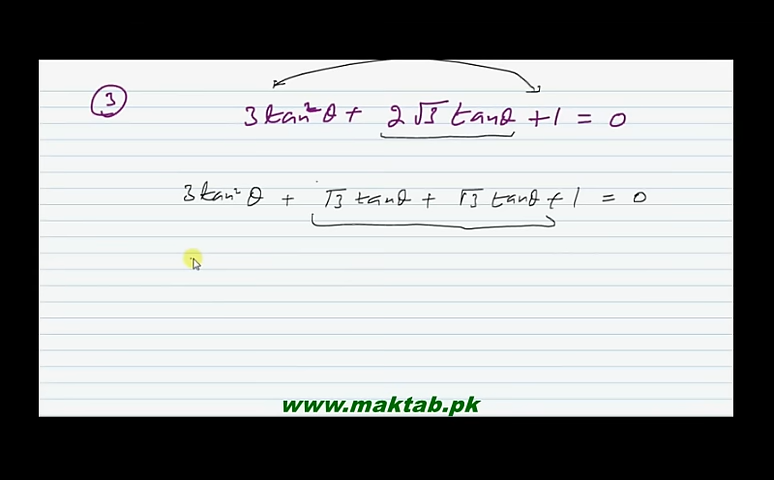 3
3tan²θ + 2√3 tanθ + 1 = 0
3tan²θ + √3 tanθ + √3 tanθ + 1 = 0
www.maktab.pk